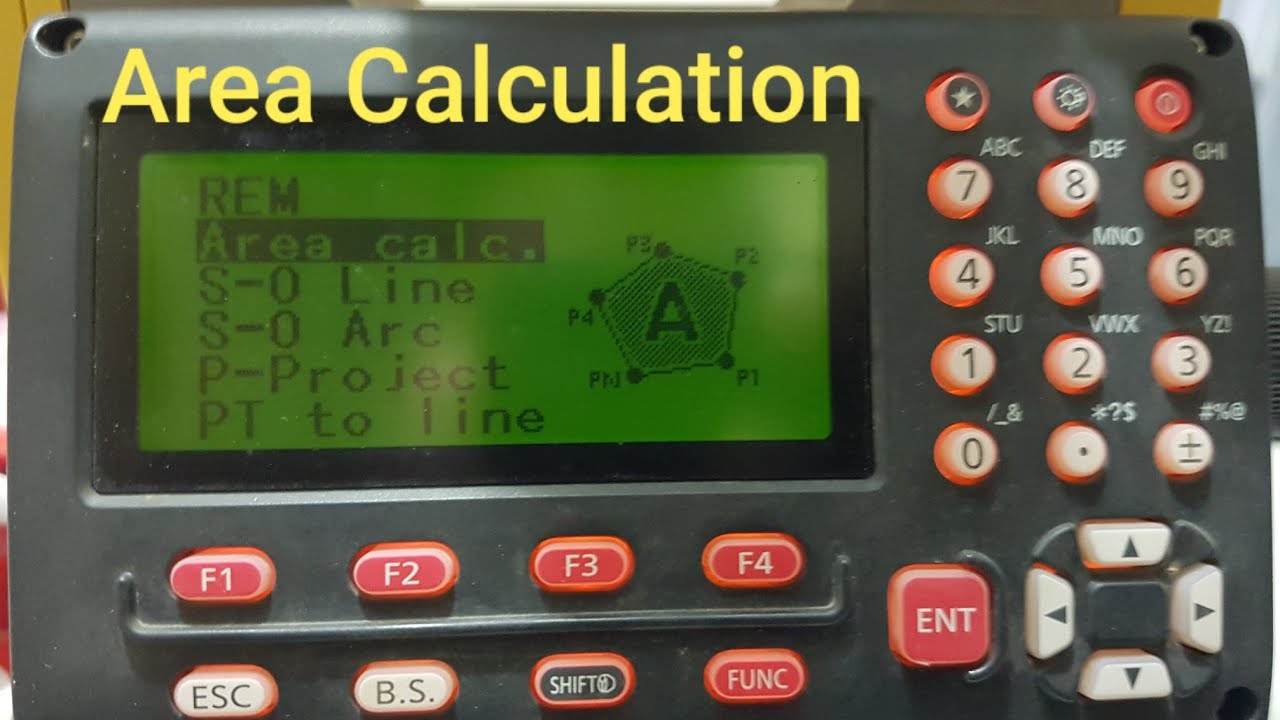 Area Calculation
REM
Area calc.
S-O Line
S-O Arc
P-Project
PT to line
P3
P2
P4
A
PN
P1
ABC
DEF
GHI
7
8
9
JKL
MNO
PQR
4
5
6
STU
VWX
YZ!
1
2
3
/_&
*?$
#%@
0
.
±
F1
F2
F3
F4
ENT
ESC
B.S.
SHIFT
FUNC